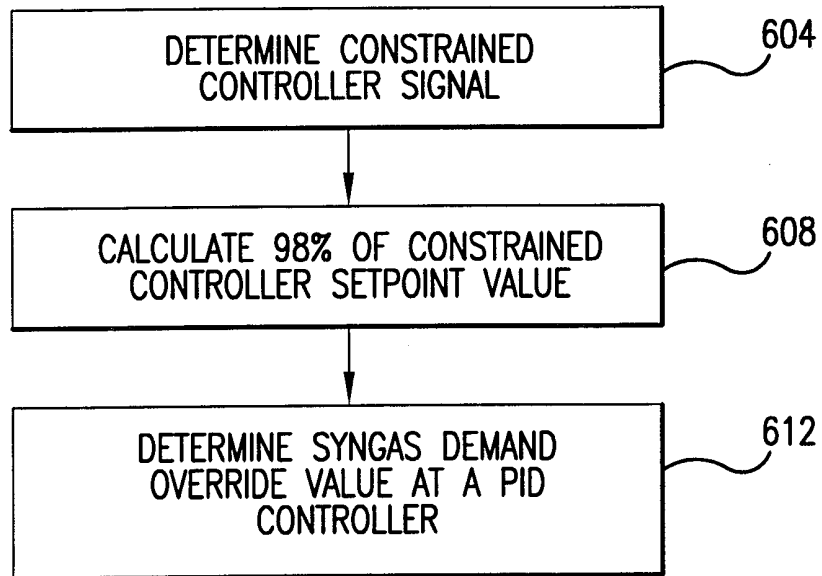 DETERMINE CONSTRAINED
CONTROLLER SIGNAL
604
CALCULATE 98% OF CONSTRAINED
CONTROLLER SETPOINT VALUE
608
DETERMINE SYNGAS DEMAND
OVERRIDE VALUE AT A PID
CONTROLLER
612